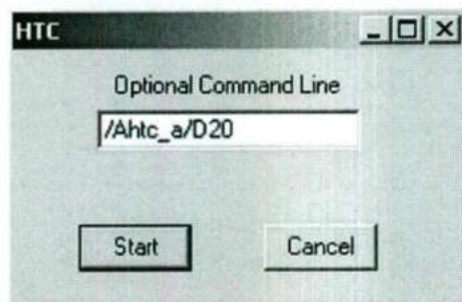 HTC
Optional Command Line
/Ahtc_a/D20
Start
Cancel